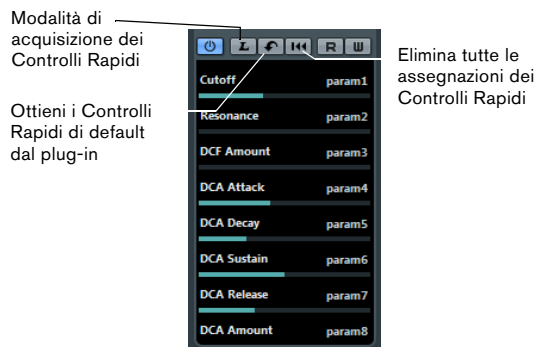 Modalità di
acquisizione dei
Controlli Rapidi
Ottieni i Controlli
Rapidi di default
dal plug-in
L
R W
Cutoff param1
Resonance param2
DCF Amount param3
DCA Attack param4
DCA Decay param5
DCA Sustain param6
DCA Release param7
DCA Amount param8
Elimina tutte le
assegnazioni dei
Controlli Rapidi